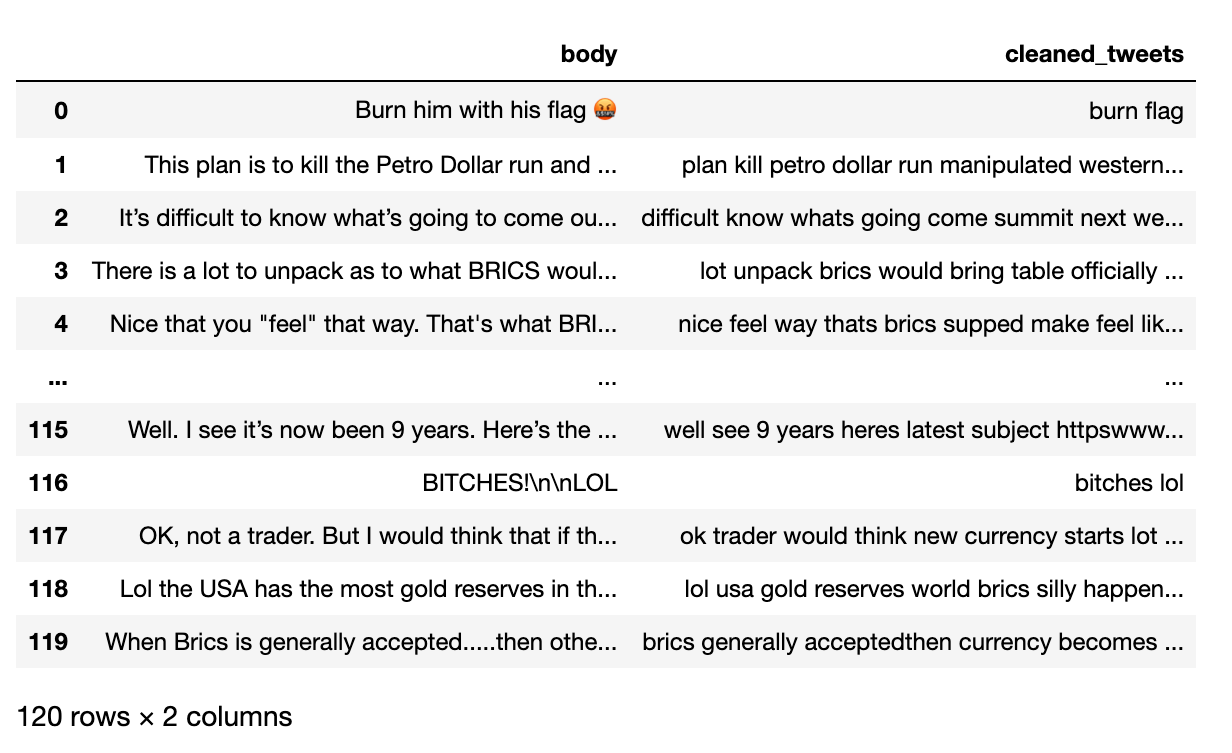 body cleaned_tweets
0 Burn him with his flag 🤬 burn flag
1 This plan is to kill the Petro Dollar run and ... plan kill petro dollar run manipulated western...
2 It’s difficult to know what’s going to come ou... difficult know whats going come summit next we...
3 There is a lot to unpack as to what BRICS woul... lot unpack brics would bring table officially ...
4 Nice that you "feel" that way. That's what BRI... nice feel way thats brics supped make feel lik...
... ... ...
115 Well. I see it’s now been 9 years. Here’s the ... well see 9 years heres latest subject httpswww...
116 BITCHES!\n\nLOL bitches lol
117 OK, not a trader. But I would think that if th... ok trader would think new currency starts lot ...
118 Lol the USA has the most gold reserves in th... lol usa gold reserves world brics silly happen...
119 When Brics is generally accepted.....then othe... brics generally acceptedthen currency becomes ...
120 rows × 2 columns